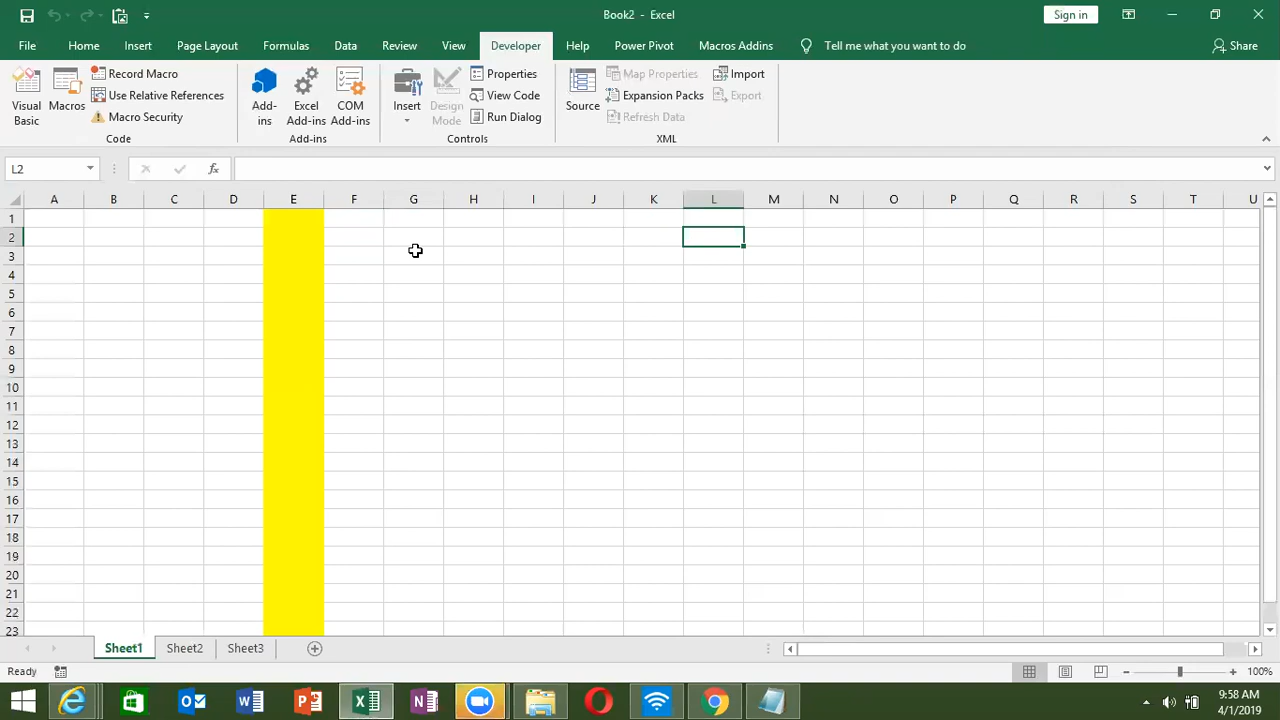 Book2 - Excel
Sign in
File Home Insert Page Layout Formulas Data Review View Developer Help Power Pivot Macros Addins Tell me what you want to do Share
Visual Basic
Macros
Record Macro
Use Relative References
Macro Security
Code
Add-ins
Excel Add-ins
COM Add-ins
Add-ins
Insert
Design Mode
Properties
View Code
Run Dialog
Controls
Source
Map Properties
Expansion Packs
Refresh Data
Import
Export
XML
L2 fx
A B C D E F G H I J K L M N O P Q R S T U
1
2
3
4
5
6
7
8
9
10
11
12
13
14
15
16
17
18
19
20
21
22
23
Sheet1 Sheet2 Sheet3
Ready 100%
9:58 AM
4/1/2019